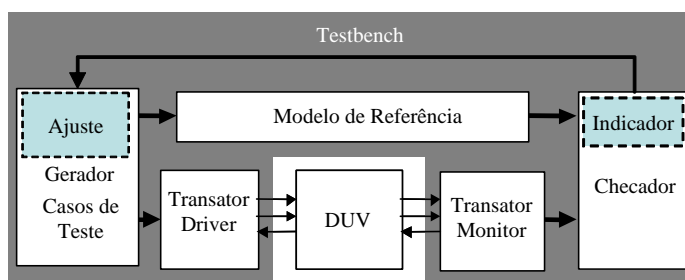 Testbench
Ajuste
Modelo de Referência
Indicador
Gerador
Casos de
Teste
Transator
Driver
DUV
Transator
Monitor
Checador